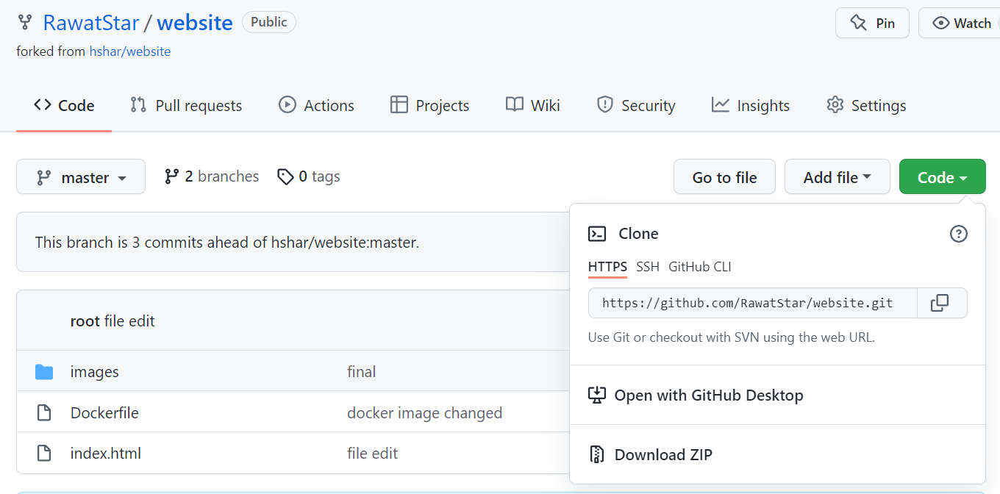 RawatStar / website Public
Pin
Watch
forked from hshar/website
Code Pull requests Actions Projects Wiki Security Insights Settings
master 2 branches 0 tags
Go to file Add file Code
This branch is 3 commits ahead of hshar/website:master.
root file edit
images final
Dockerfile docker image changed
index.html file edit
Clone
HTTPS SSH GitHub CLI
https://github.com/RawatStar/website.git
Use Git or checkout with SVN using the web URL.
Open with GitHub Desktop
Download ZIP